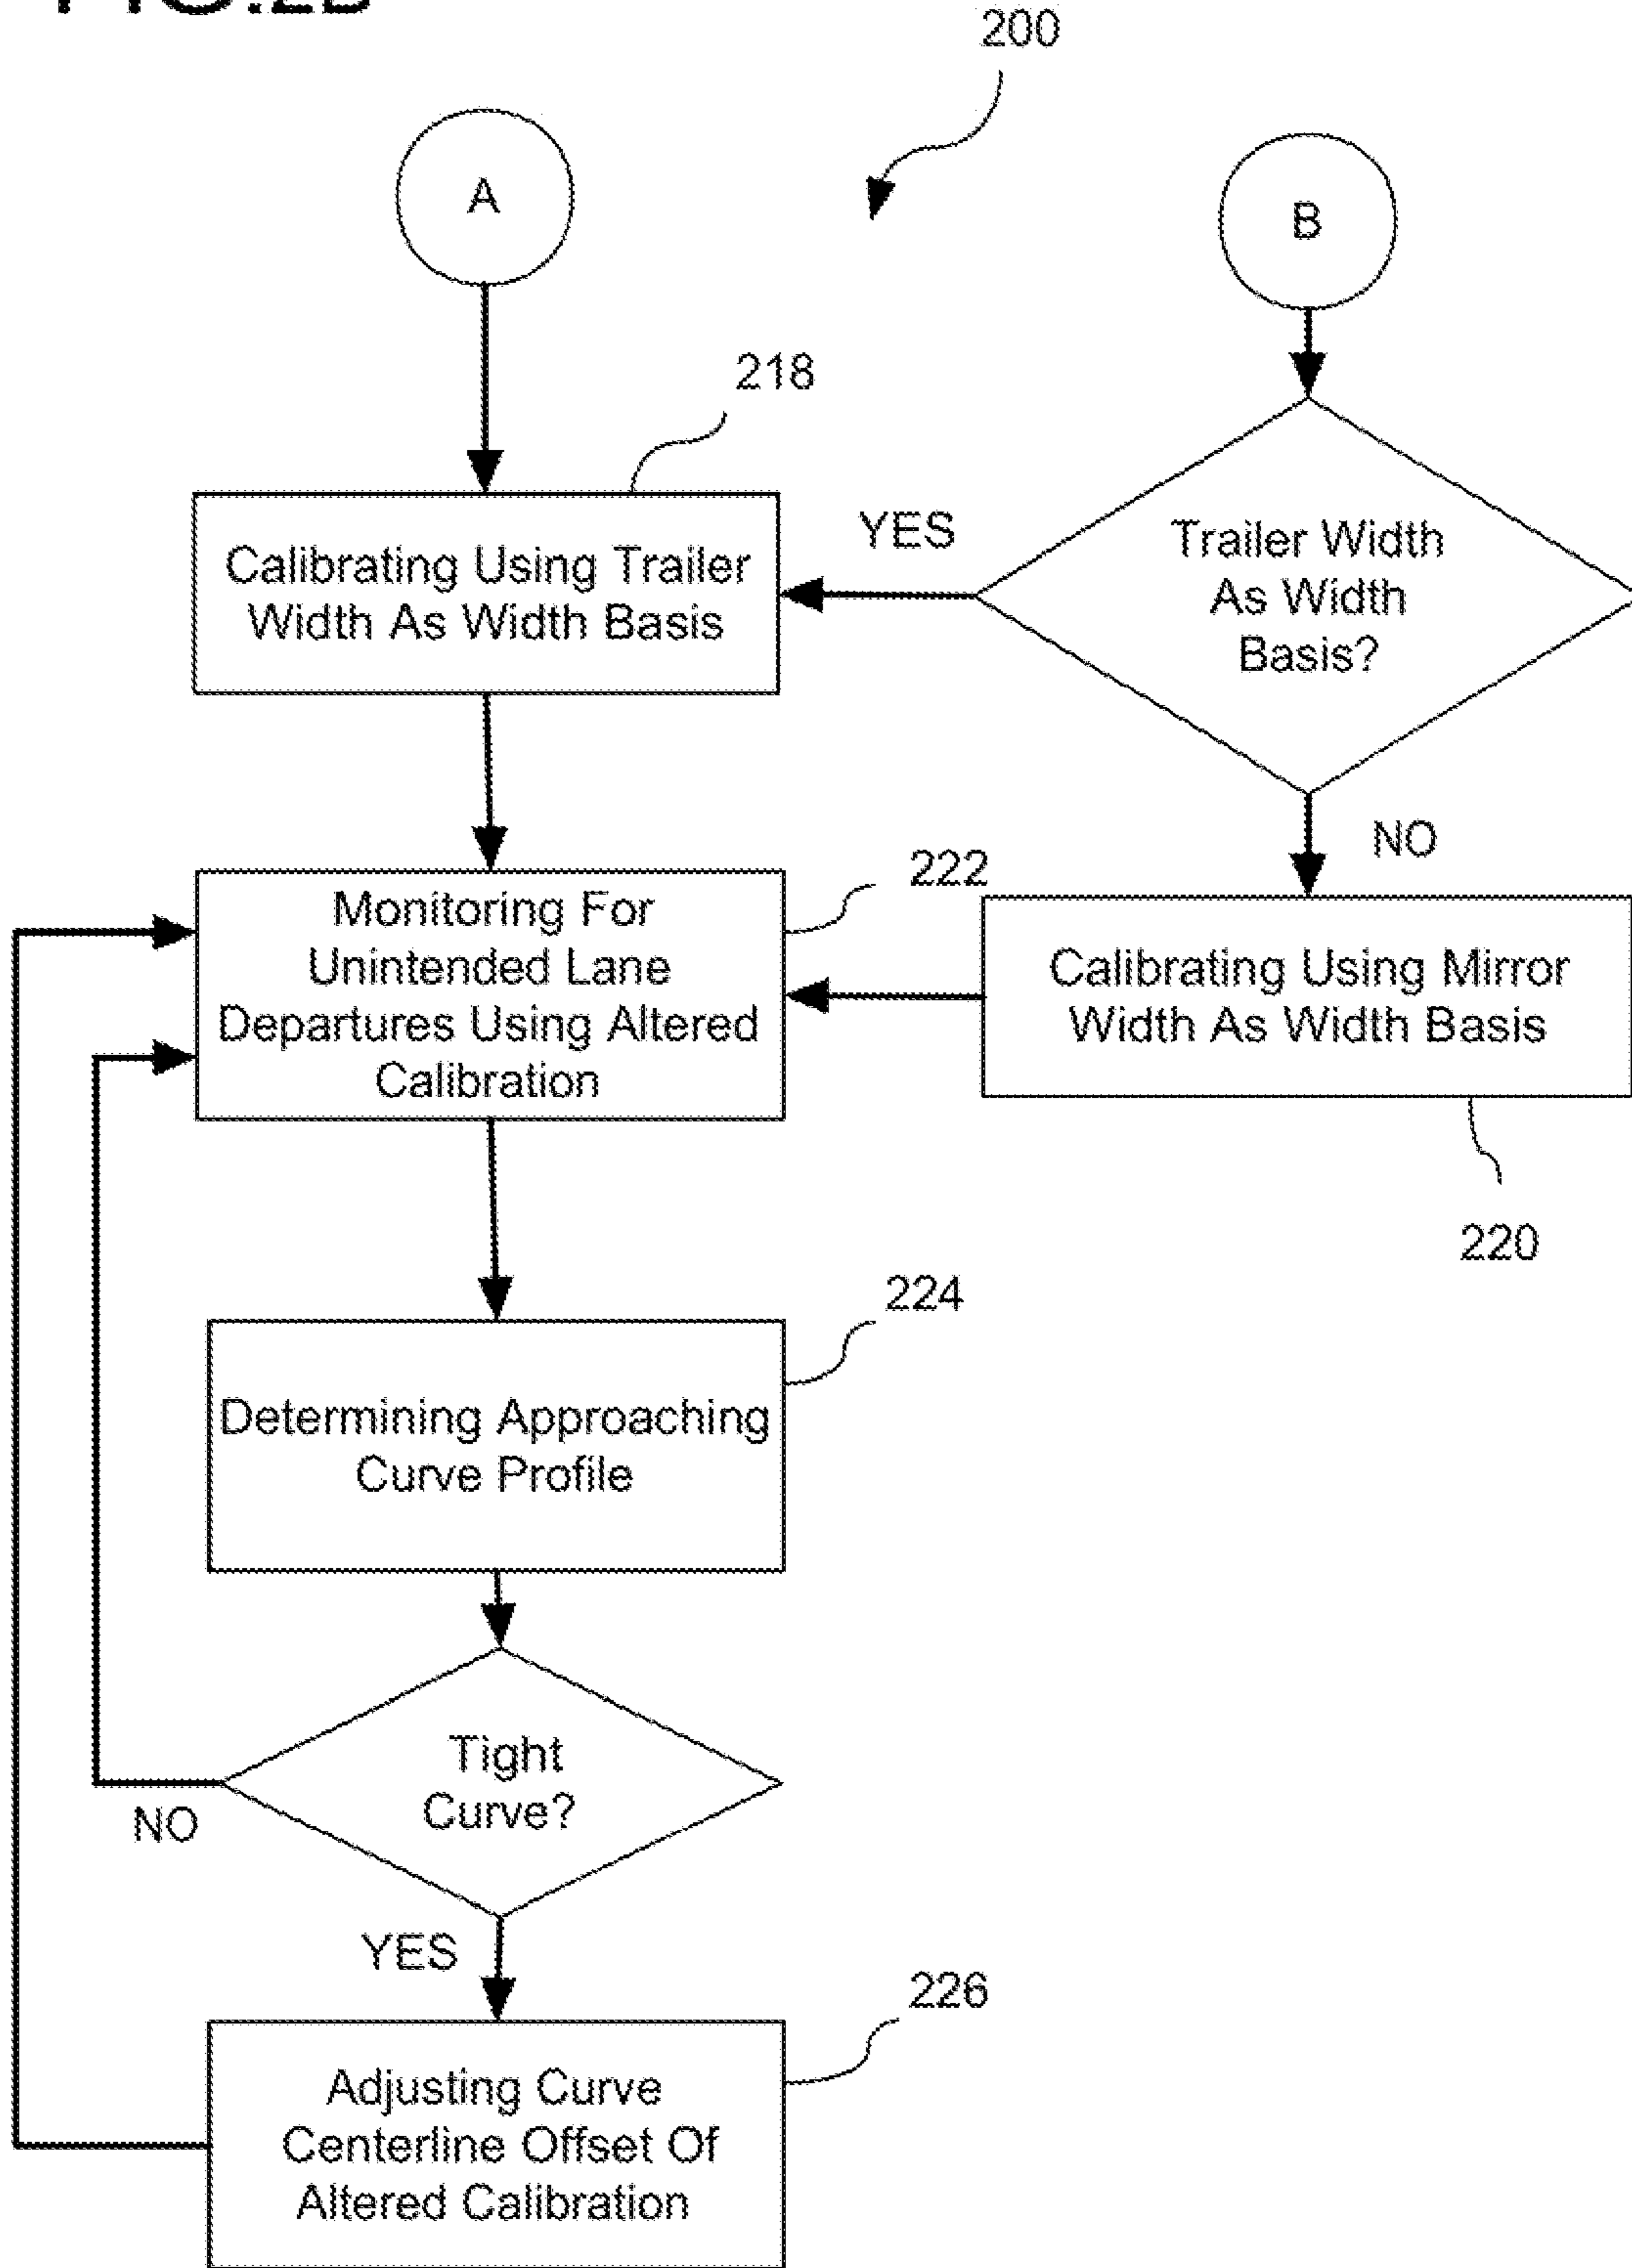 FIG.2B
200
A
B
218
YES
Calibrating Using Trailer
Width As Width Basis
Trailer Width
As Width
Basis?
NO
222
Monitoring For
Unintended Lane
Departures Using Altered
Calibration
Calibrating Using Mirror
Width As Width Basis
220
224
Determining Approaching
Curve Profile
Tight
Curve?
NO
YES
226
Adjusting Curve
Centerline Offset Of
Altered Calibration